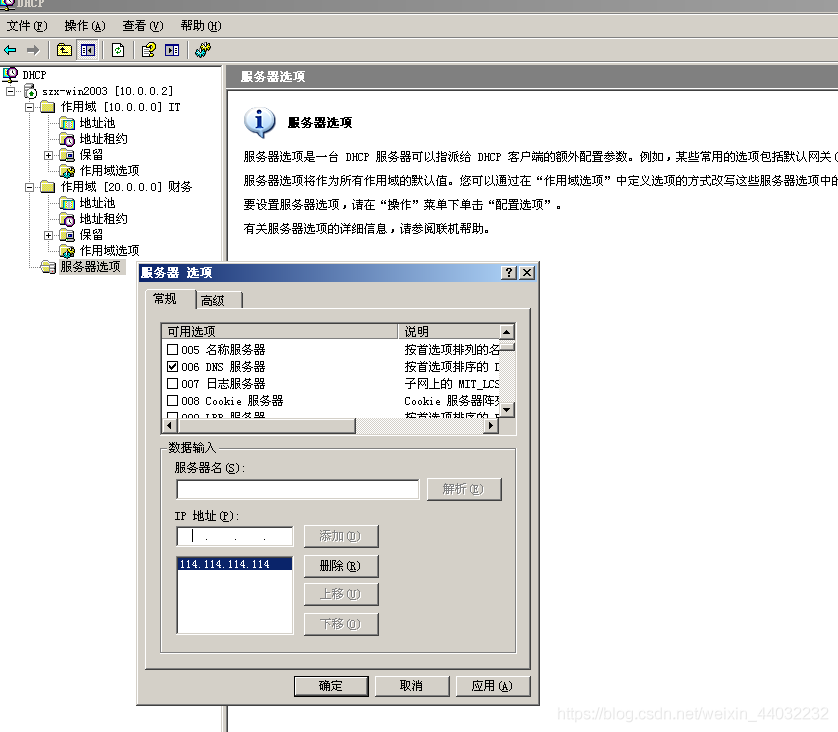 DHCP
文件(F) 操作(A) 查看(V) 帮助(H)
DHCP
szx-win2003 [10.0.0.2]
作用域 [10.0.0.0] IT
地址池
地址租约
保留
作用域选项
作用域 [20.0.0.0] 财务
地址池
地址租约
保留
作用域选项
服务器选项
服务器选项
服务器选项
服务器选项是一台 DHCP 服务器可以指派给 DHCP 客户端的额外配置参数。例如，某些常用的选项包括默认网关(
服务器选项将作为所有作用域的默认值。您可以通过在“作用域选项”中定义选项的方式改写这些服务器选项中的
要设置服务器选项，请在“操作”菜单下单击“配置选项”。
有关服务器选项的详细信息，请参阅联机帮助。
服务器 选项
常规 高级
可用选项 说明
005 名称服务器 按首选项排列的名
006 DNS 服务器 按首选项排序的 D
007 日志服务器 子网上的 MIT_LCS
008 Cookie 服务器 Cookie 服务器阵列
009 LPR 服务器 按首选项排序的
数据输入
服务器名(S):
解析(E)
IP 地址(P):
添加(D)
114.114.114.114
删除(R)
上移(U)
下移(O)
确定 取消 应用(A)
https://blog.csdn.net/weixin_44032232